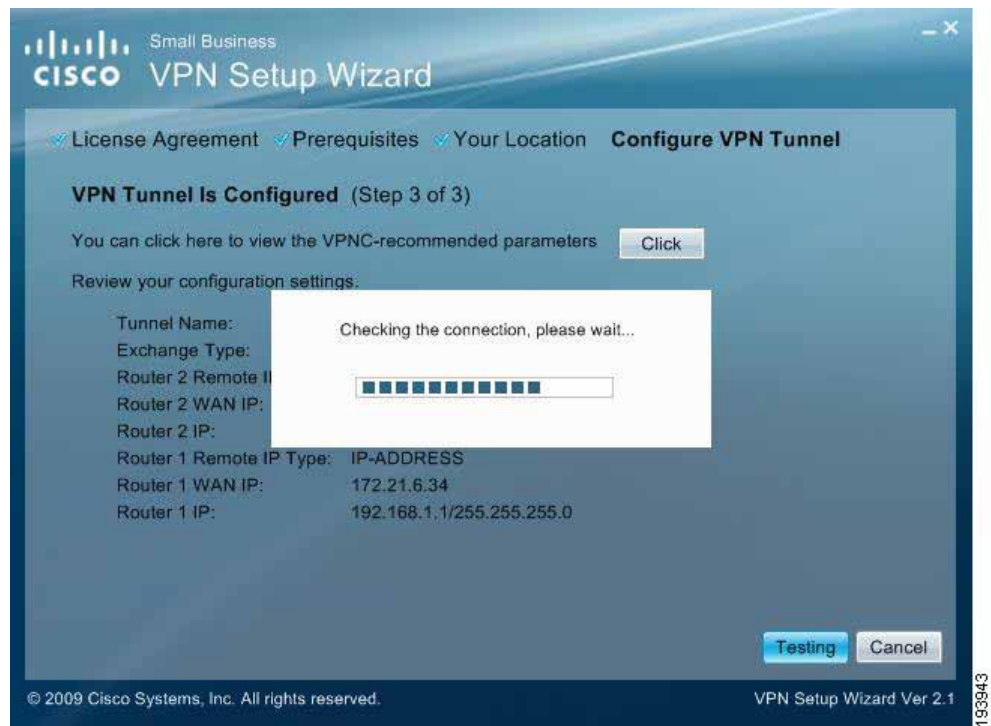 Small Business
CISCO VPN Setup Wizard
License Agreement Prerequisites Your Location Configure VPN Tunnel
VPN Tunnel Is Configured (Step 3 of 3)
You can click here to view the VPNC-recommended parameters Click
Review your configuration settings.
Checking the connection, please wait...
Tunnel Name:
Exchange Type:
Router 2 Remote
Router 2 WAN IP:
Router 2 IP:
Router 1 Remote IP Type: IP-ADDRESS
Router 1 WAN IP: 172.21.6.34
Router 1 IP: 192.168.1.1/255.255.255.0
Testing Cancel
© 2009 Cisco Systems, Inc. All rights reserved. VPN Setup Wizard Ver 2.1
193943